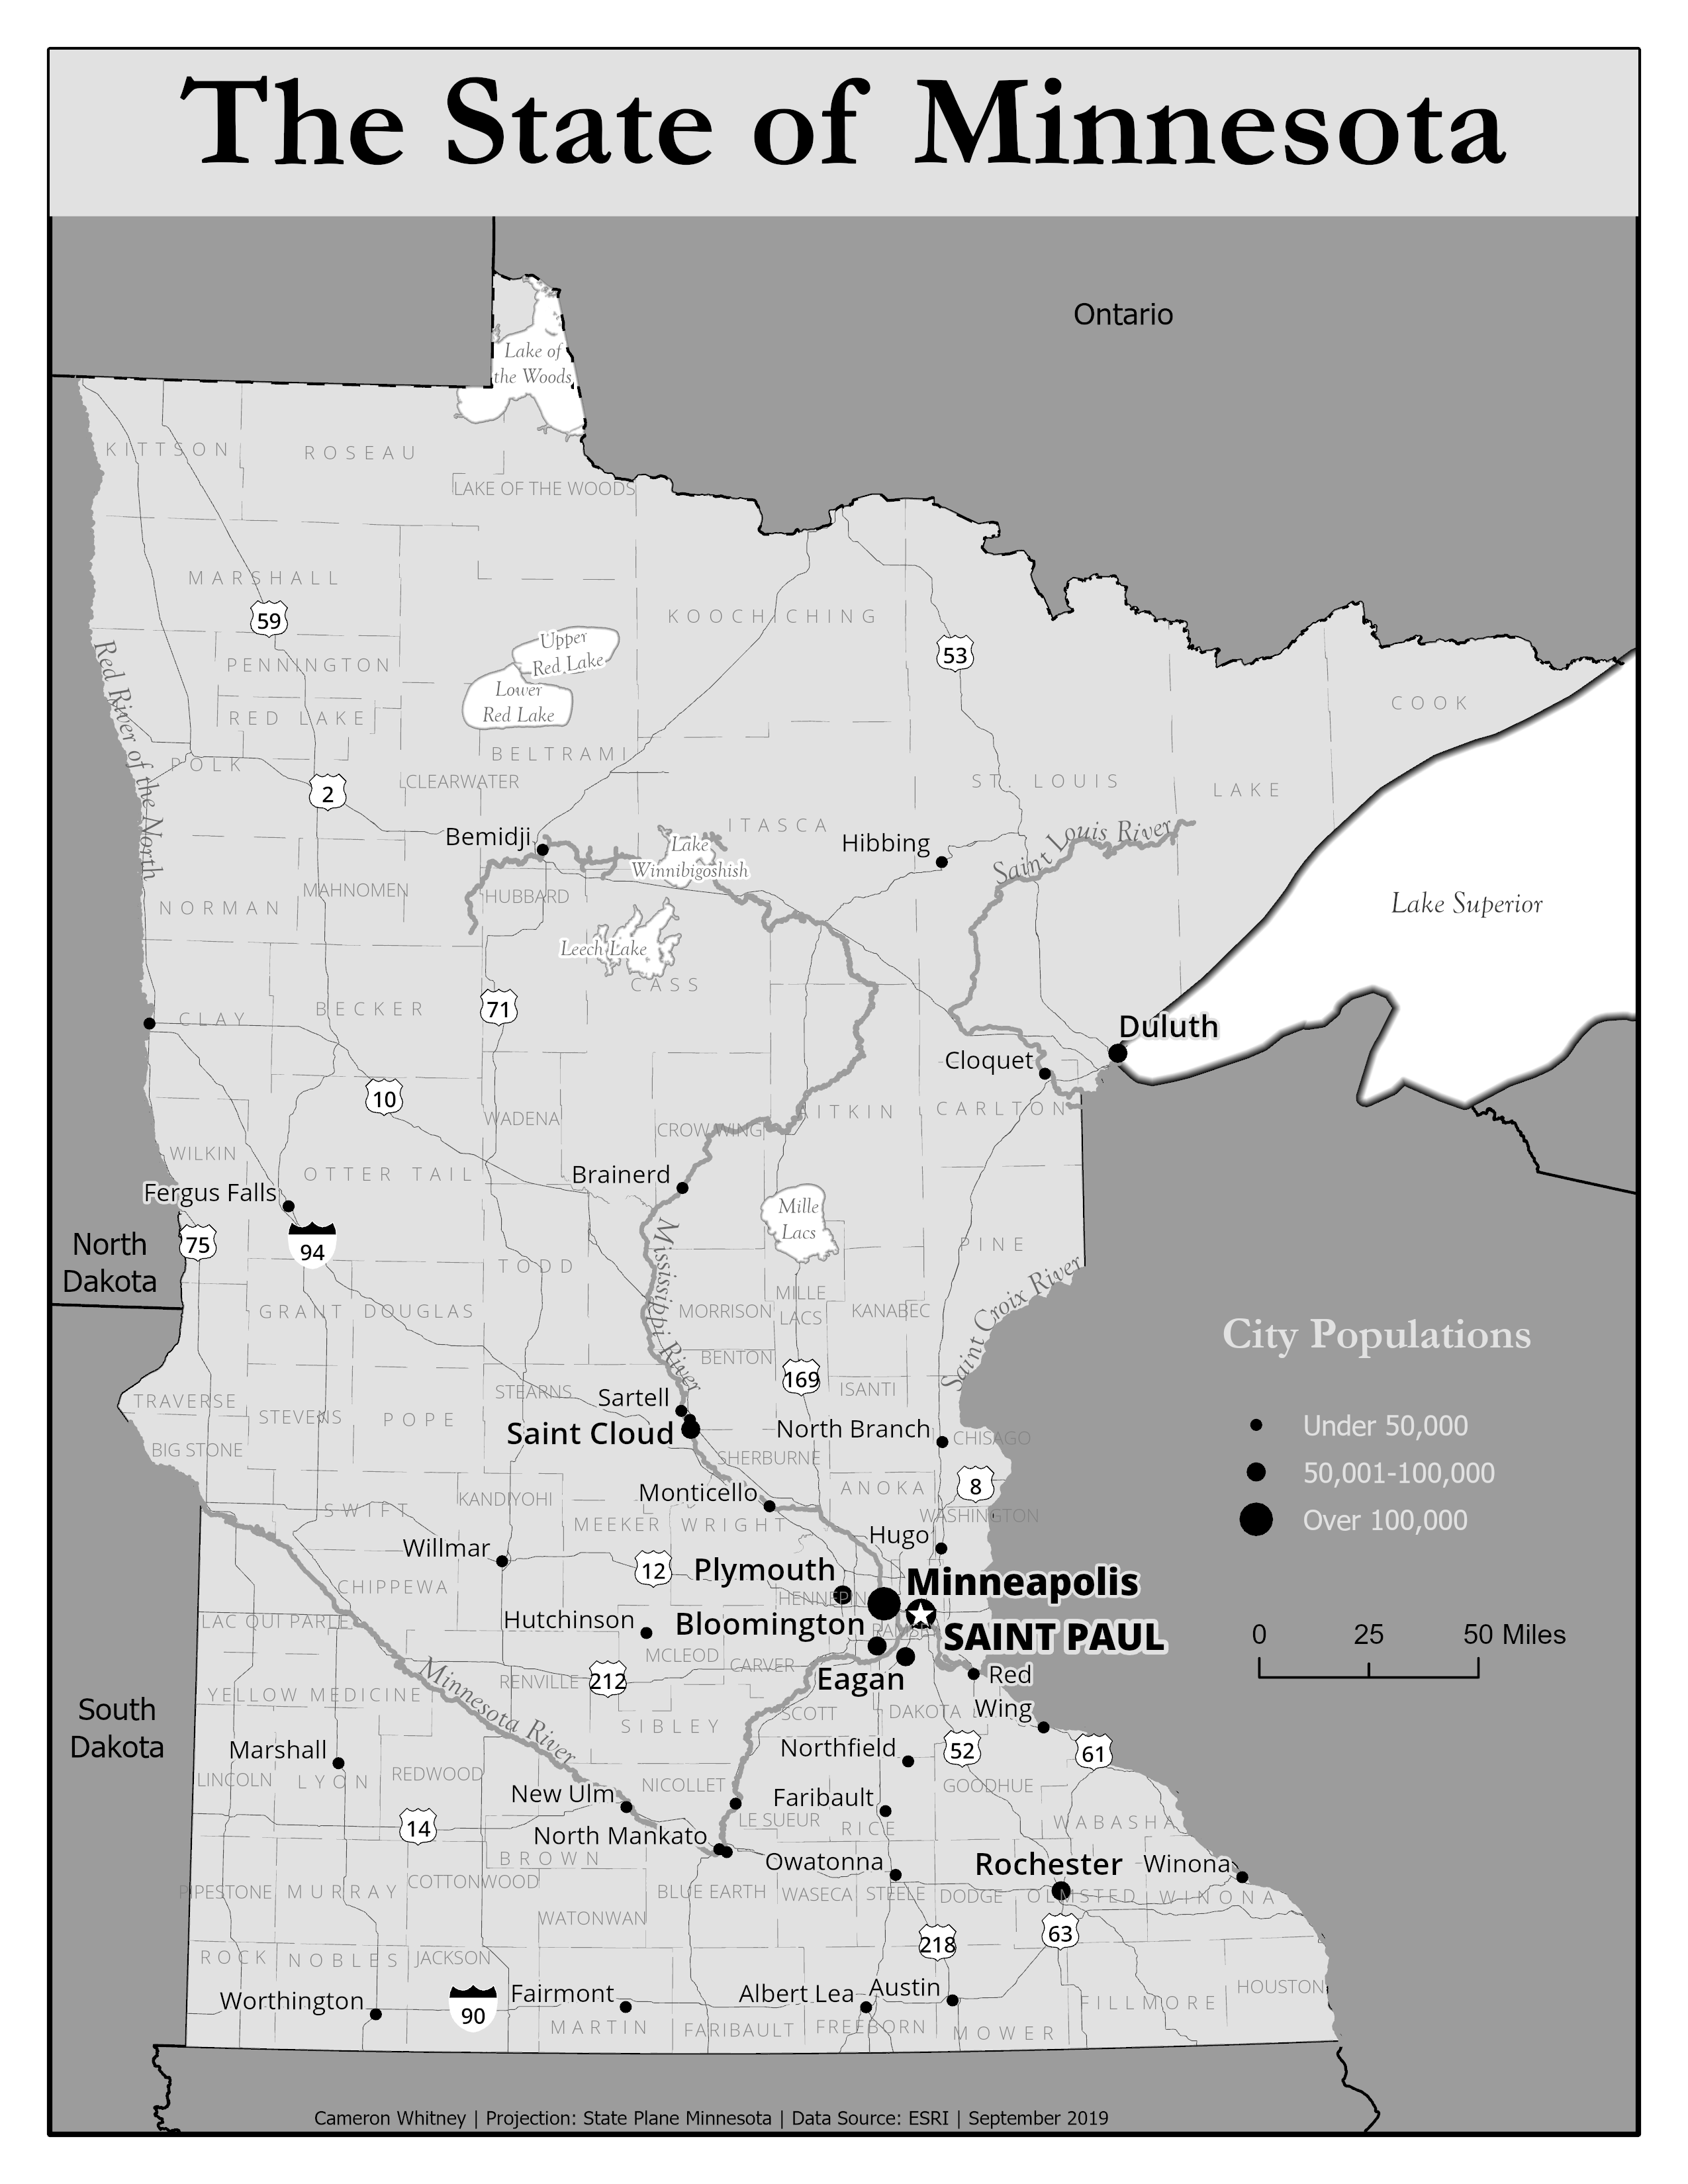 The State of Minnesota
Ontario
Lake of
the Woods
KITTSON
ROSEAU
LAKE OF THE WOODS
MARSHALL
59
KOOCHICHING
Upper
Red Lake
53
PENNINGTON
Lower
Red Lake
RED LAKE
COOK
Red River of the North
BELTRAMI
POLK
CLEARWATER
ST. LOUIS
LAKE
2
ITASCA
Saint Louis River
Bemidji
Hibbing
Lake
Winnibigoshish
MAHNOMEN
HUBBARD
NORMAN
Lake Superior
Leech Lake
CASS
BECKER
71
CLAY
Duluth
Cloquet
10
WADENA
AITKIN
CARLTON
CROW WING
WILKIN
OTTER TAIL
Brainerd
Fergus Falls
Mille
Lacs
North
Dakota
75
94
PINE
Mississippi River
TODD
Saint Croix River
MILLE
LACS
GRANT
DOUGLAS
MORRISON
KANABEC
City Populations
BENTON
169
ISANTI
STEARNS
Sartell
TRAVERSE
STEVENS
POPE
Under 50,000
Saint Cloud
North Branch
CHISAGO
BIG STONE
SHERBURNE
50,001-100,000
8
ANOKA
Monticello
KANDIYOHI
SWIFT
WASHINGTON
Over 100,000
MEEKER
WRIGHT
Hugo
Willmar
12
Plymouth
Minneapolis
CHIPPEWA
HENNEPIN
LAC QUI PARLE
Hutchinson
Bloomington
SAINT PAUL
0 25 50 Miles
MCLEOD
CARVER
Eagan
Red
Wing
Minnesota River
RENVILLE
212
YELLOW MEDICINE
South
Dakota
SIBLEY
SCOTT
DAKOTA
Marshall
Northfield
52
61
LINCOLN
LYON
REDWOOD
NICOLLET
GOODHUE
New Ulm
Faribault
14
LE SUEUR
RICE
WABASHA
North Mankato
BROWN
Owatonna
Rochester
Winona
COTTONWOOD
PIPESTONE
MURRAY
BLUE EARTH
WASECA
STEELE
DODGE
OLMSTED
WINONA
WATONWAN
218
63
ROCK
NOBLES
JACKSON
HOUSTON
Worthington
90
Fairmont
Albert Lea
Austin
FILLMORE
MARTIN
FARIBAULT
FREEBORN
MOWER
Cameron Whitney | Projection: State Plane Minnesota | Data Source: ESRI | September 2019